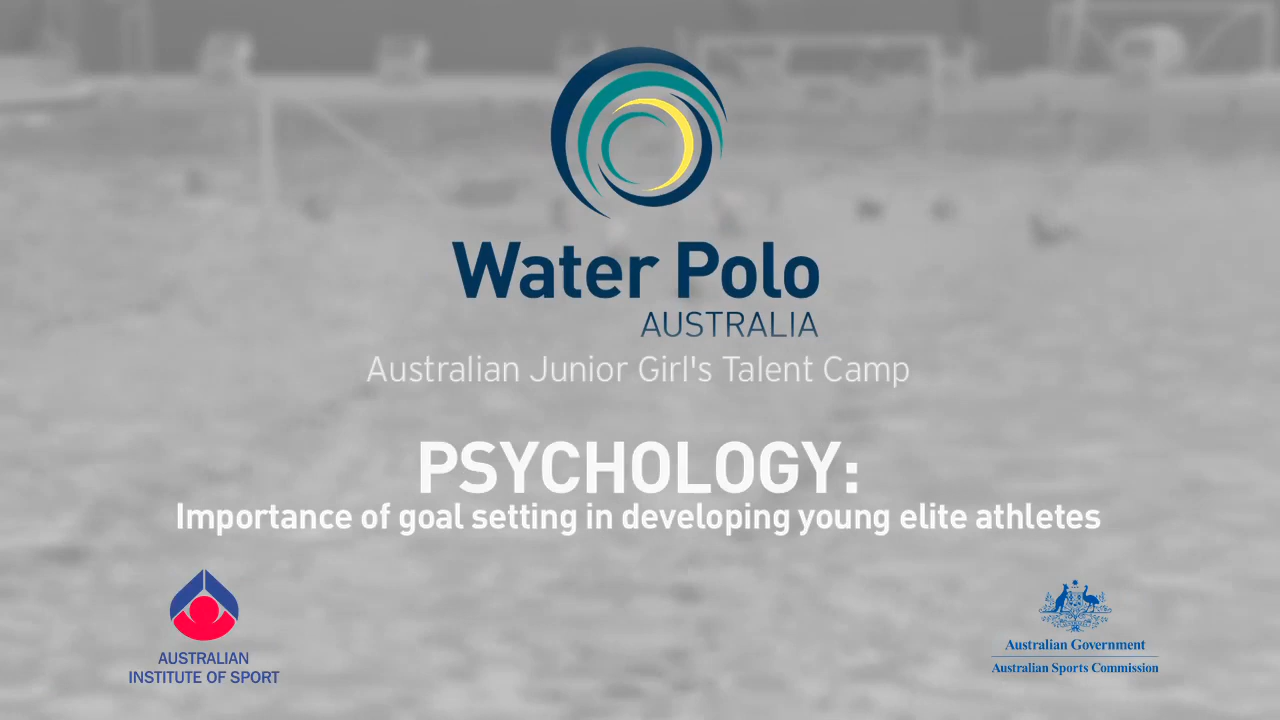 Water Polo
AUSTRALIA
Australian Junior Girl's Talent Camp
PSYCHOLOGY:
Importance of goal setting in developing young elite athletes
AUSTRALIAN
INSTITUTE OF SPORT
Australian Government
Australian Sports Commission